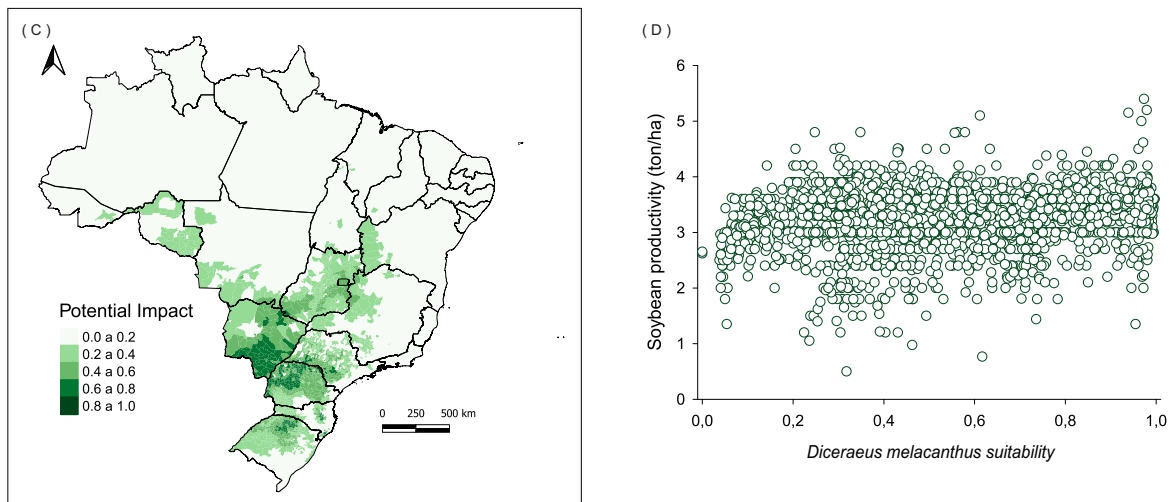 ( C )
Potential Impact
0.0 a 0.2
0.2 a 0.4
0.4 a 0.6
0.6 a 0.8
0.8 a 1.0
0 250 500 km
( D )
Soybean productivity (ton/ha)
6
5
4
3
2
1
0
0,0 0,2 0,4 0,6 0,8 1,0
Diceraeus melacanthus suitability